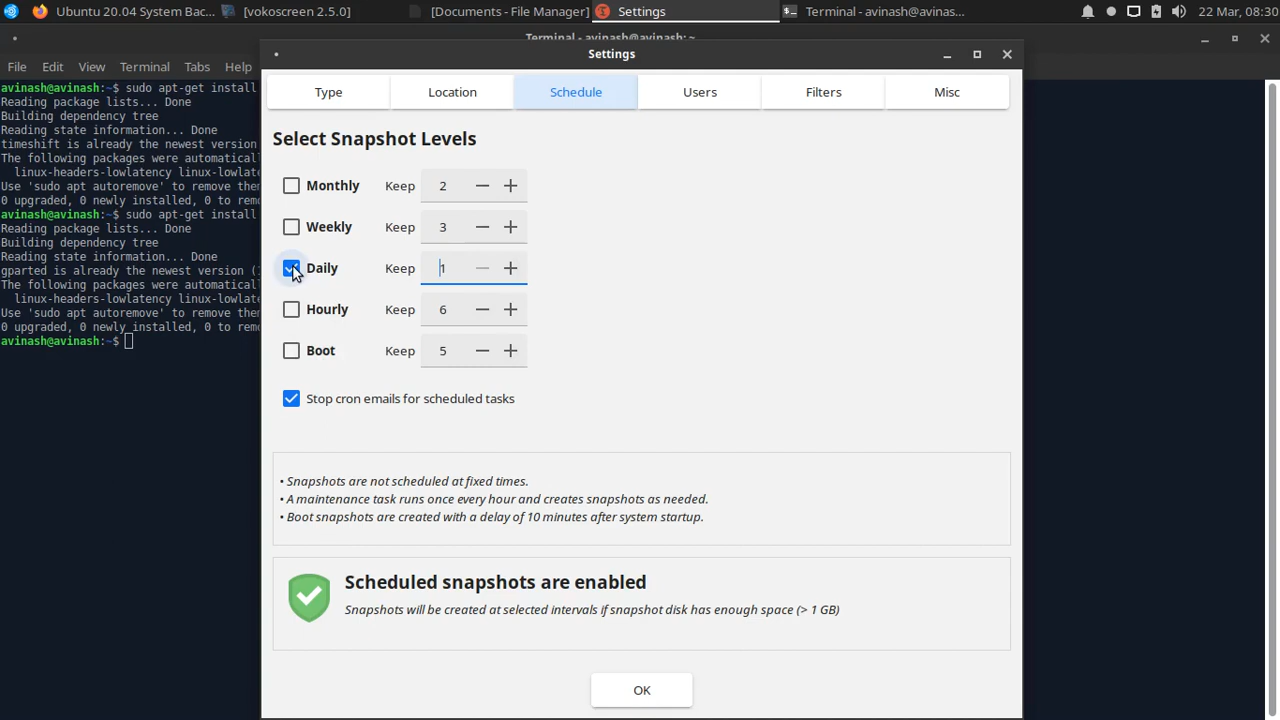 Ubuntu 20.04 System Bac... [vokoscreen 2.5.0] [Documents - File Manager] Settings Terminal - avinash@avinas... 22 Mar, 08:30
Terminal - avinash@avinash: ~
Settings
File Edit View Terminal Tabs Help
avinash@avinash:~$ sudo apt-get install
Reading package lists... Done
Building dependency tree
Reading state information... Done
timeshift is already the newest version
The following packages were automatical
linux-headers-lowlatency linux-lowlate
Use 'sudo apt autoremove' to remove the
0 upgraded, 0 newly installed, 0 to rem
avinash@avinash:~$ sudo apt-get install
Reading package lists... Done
Building dependency tree
Reading state information... Done
gparted is already the newest version (
The following packages were automatical
linux-headers-lowlatency linux-lowlate
Use 'sudo apt autoremove' to remove the
0 upgraded, 0 newly installed, 0 to rem
avinash@avinash:~$
Type Location Schedule Users Filters Misc
Select Snapshot Levels
Monthly Keep 2 — +
Weekly Keep 3 — +
Daily Keep 1 — +
Hourly Keep 6 — +
Boot Keep 5 — +
Stop cron emails for scheduled tasks
• Snapshots are not scheduled at fixed times.
• A maintenance task runs once every hour and creates snapshots as needed.
• Boot snapshots are created with a delay of 10 minutes after system startup.
Scheduled snapshots are enabled
Snapshots will be created at selected intervals if snapshot disk has enough space (> 1 GB)
OK